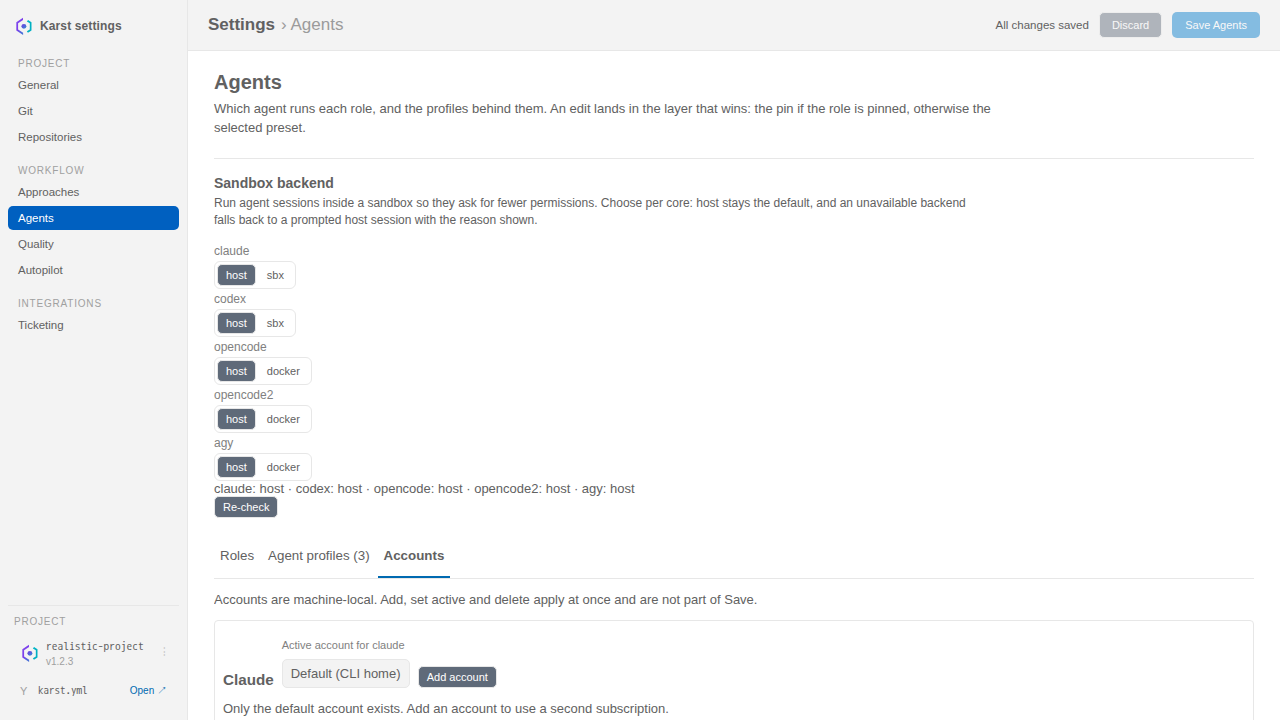 Karst settings
Settings › Agents
All changes saved
Discard
Save Agents
PROJECT
General
Git
Repositories
WORKFLOW
Approaches
Agents
Quality
Autopilot
INTEGRATIONS
Ticketing
PROJECT
realistic-project
v1.2.3
Y karst.yml
Open ↗
Agents
Which agent runs each role, and the profiles behind them. An edit lands in the layer that wins: the pin if the role is pinned, otherwise the
selected preset.
Sandbox backend
Run agent sessions inside a sandbox so they ask for fewer permissions. Choose per core: host stays the default, and an unavailable backend
falls back to a prompted host session with the reason shown.
claude
host sbx
codex
host sbx
opencode
host docker
opencode2
host docker
agy
host docker
claude: host · codex: host · opencode: host · opencode2: host · agy: host
Re-check
Roles Agent profiles (3) Accounts
Accounts are machine-local. Add, set active and delete apply at once and are not part of Save.
Active account for claude
Claude Default (CLI home) Add account
Only the default account exists. Add an account to use a second subscription.